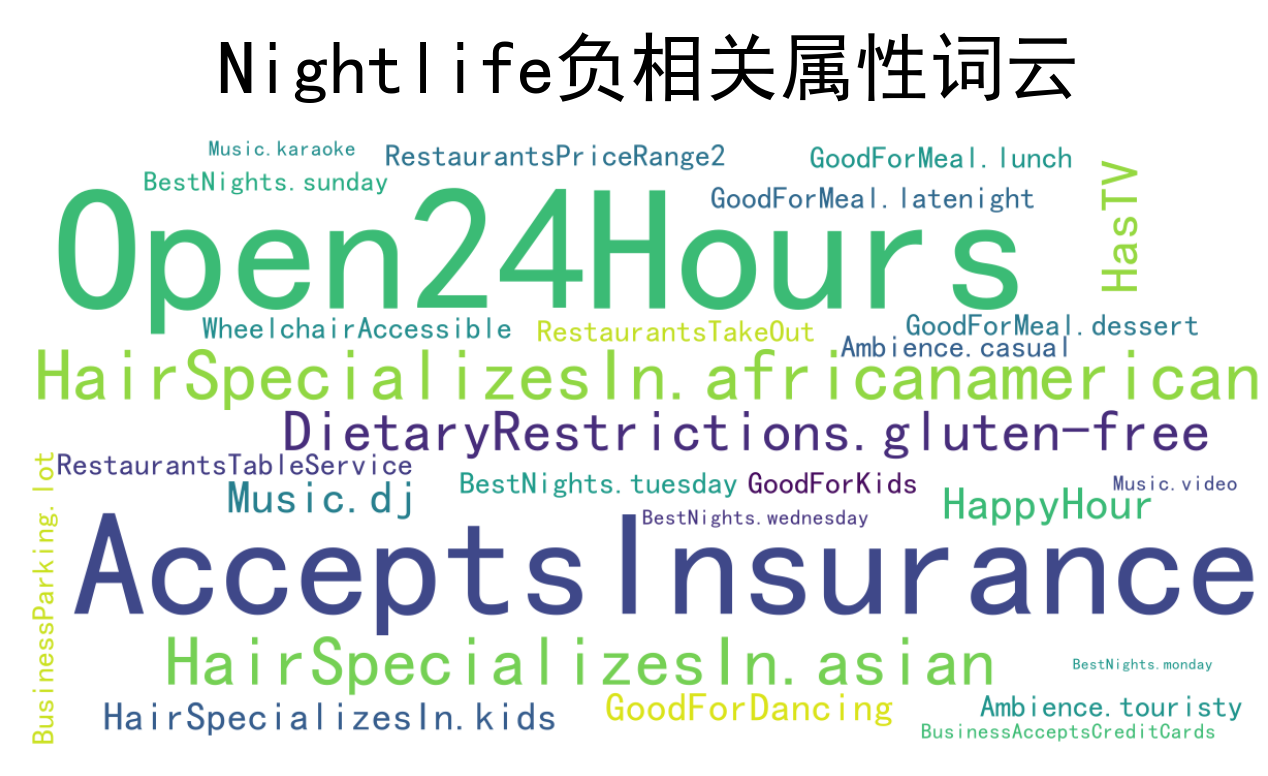 Nightlife负相关属性词云
Music.karaoke
RestaurantsPriceRange2
GoodForMeal.lunch
BestNights.sunday
GoodForMeal.latenight
HasTV
Open24Hours
WheelchairAccessible
RestaurantsTakeOut
GoodForMeal.dessert
Ambience.casual
HairSpecializesIn.africanamerican
DietaryRestrictions.gluten-free
RestaurantsTableService
BusinessParking.lot
Music.dj
BestNights.tuesday
GoodForKids
Music.video
HappyHour
BestNights.wednesday
AcceptsInsurance
HairSpecializesIn.asian
BestNights.monday
HairSpecializesIn.kids
GoodForDancing
Ambience.touristy
BusinessAcceptsCreditCards